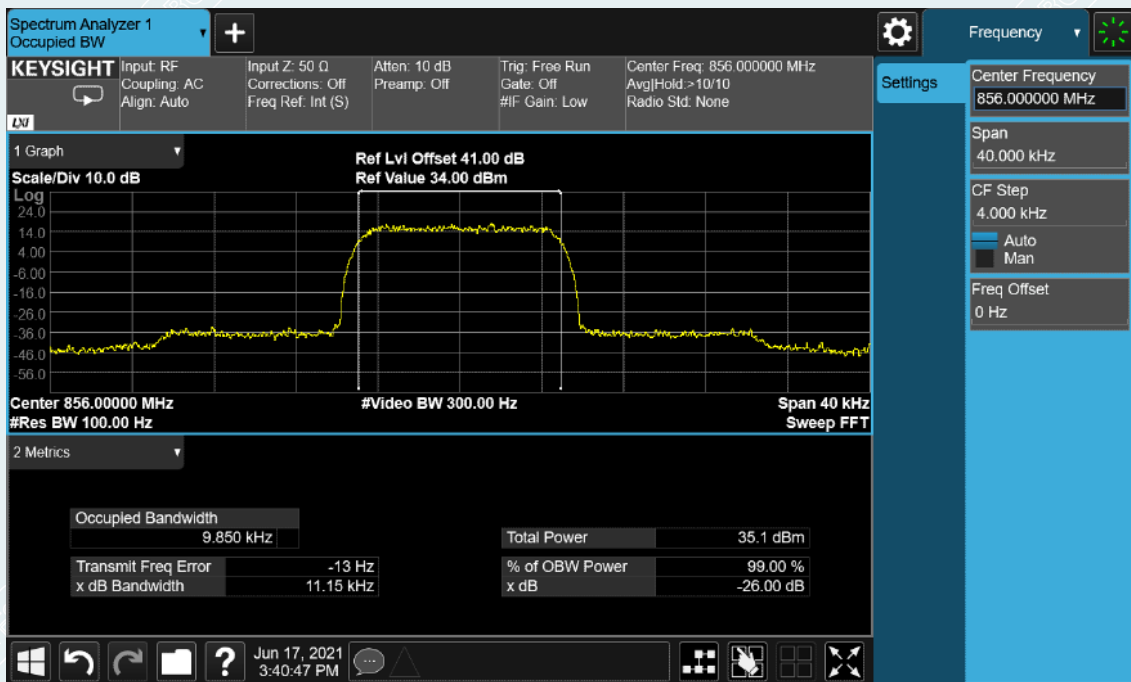 Spectrum Analyzer 1
Occupied BW
+
Frequency
KEYSIGHT
LXI
Input: RF
Coupling: AC
Align: Auto
Input Z: 50 Ω
Corrections: Off
Freq Ref: Int (S)
Atten: 10 dB
Preamp: Off
Trig: Free Run
Gate: Off
#IF Gain: Low
Center Freq: 856.000000 MHz
Avg|Hold:>10/10
Radio Std: None
Settings
Center Frequency
856.000000 MHz
Span
40.000 kHz
CF Step
4.000 kHz
Auto
Man
Freq Offset
0 Hz
1 Graph
Scale/Div 10.0 dB
Ref Lvl Offset 41.00 dB
Ref Value 34.00 dBm
Log
24.0
14.0
4.00
-6.00
-16.0
-26.0
-36.0
-46.0
-56.0
Center 856.00000 MHz
#Video BW 300.00 Hz
Span 40 kHz
#Res BW 100.00 Hz
Sweep FFT
2 Metrics
Occupied Bandwidth
9.850 kHz
Total Power 35.1 dBm
Transmit Freq Error -13 Hz
% of OBW Power 99.00 %
x dB Bandwidth 11.15 kHz
x dB -26.00 dB
?
Jun 17, 2021
3:40:47 PM